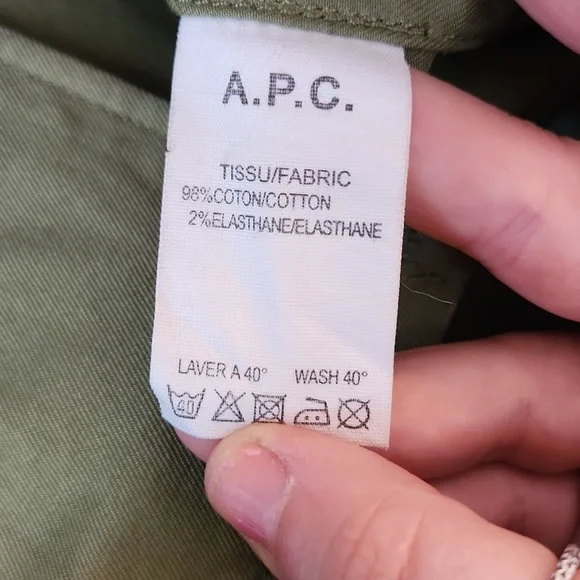 A.P.C.
TISSU/FABRIC
98%COTON/COTTON
2%ELASTHANE/ELASTHANE
LAVER A 40° WASH 40°
40